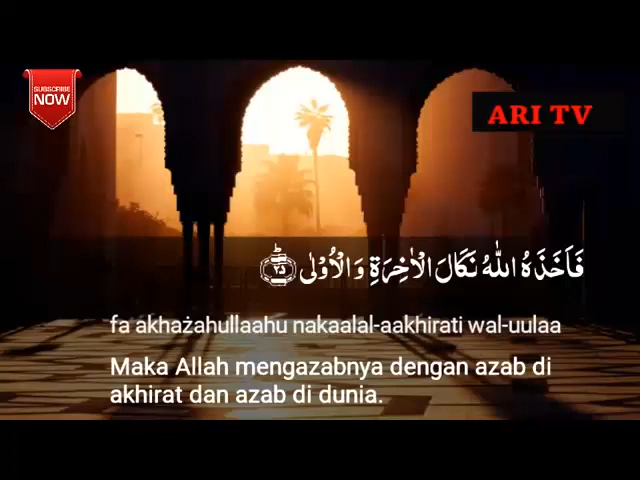 SUBSCRIBE
NOW
ARI TV
فَاَخَذَهُ اللّٰهُ نَكَالَ الْاٰخِرَةِ وَالْاُوْلٰى ۗ ٢٥
fa akhażahullaahu nakaalal-aakhirati wal-uulaa
Maka Allah mengazabnya dengan azab di
akhirat dan azab di dunia.